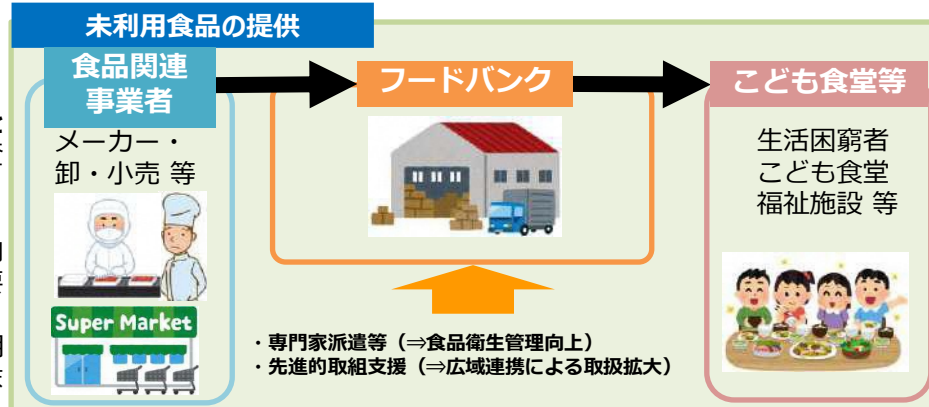 未利用食品の提供
食品関連
事業者
メーカー・
卸・小売 等
Super Market
フードバンク
・専門家派遣等（⇒食品衛生管理向上）
・先進的取組支援（⇒広域連携による取扱拡大）
こども食堂等
生活困窮者
こども食堂
福祉施設 等